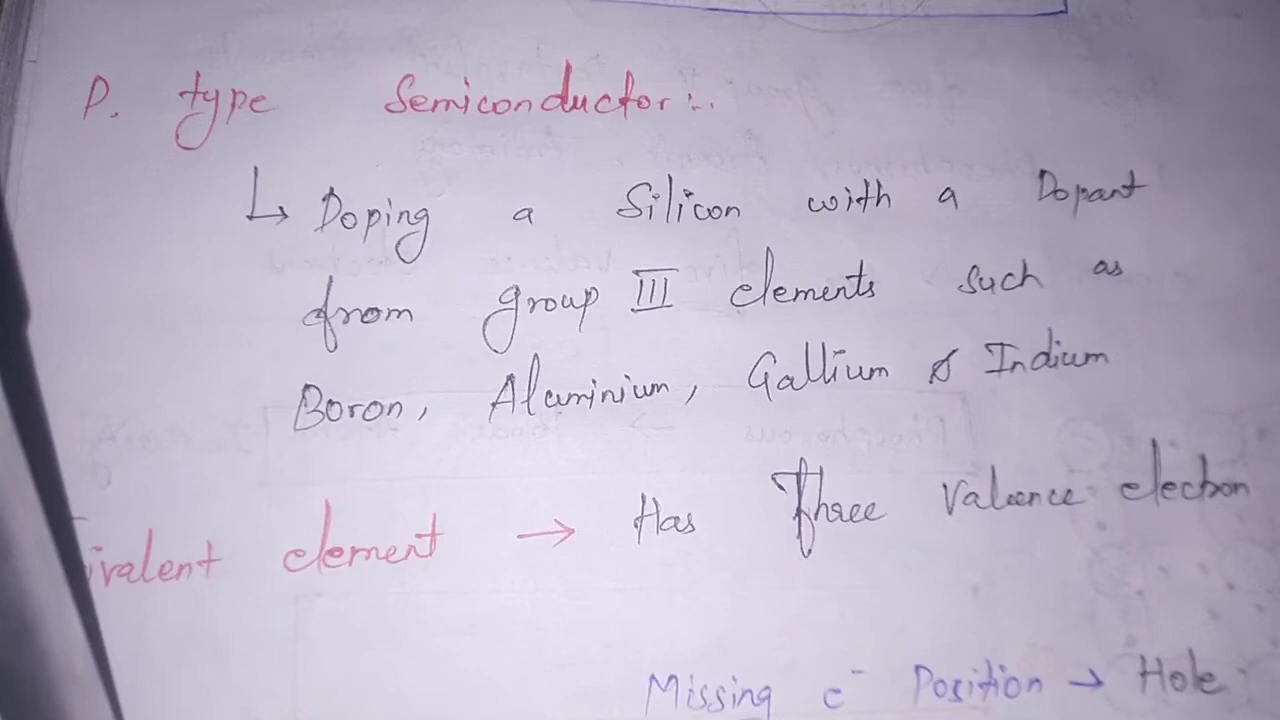 P. type Semiconductor:-
↳ Doping a Silicon with a Dopant
from group III elements such as
Boron, Aluminium, Gallium & Indium
Trivalent element → Has Three Valence electron
Missing e⁻ Position → Hole